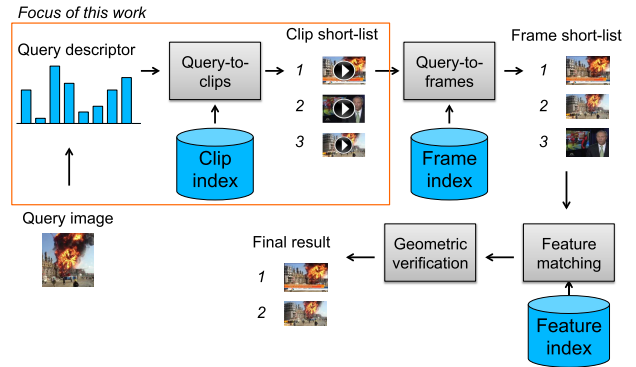 Focus of this work
Query descriptor
Query-to-
clips
Clip
index
Clip short-list
1
2
3
Query-to-
frames
Frame
index
Frame short-list
1
2
3
Query image
Final result
1
2
Geometric
verification
Feature
matching
Feature
index